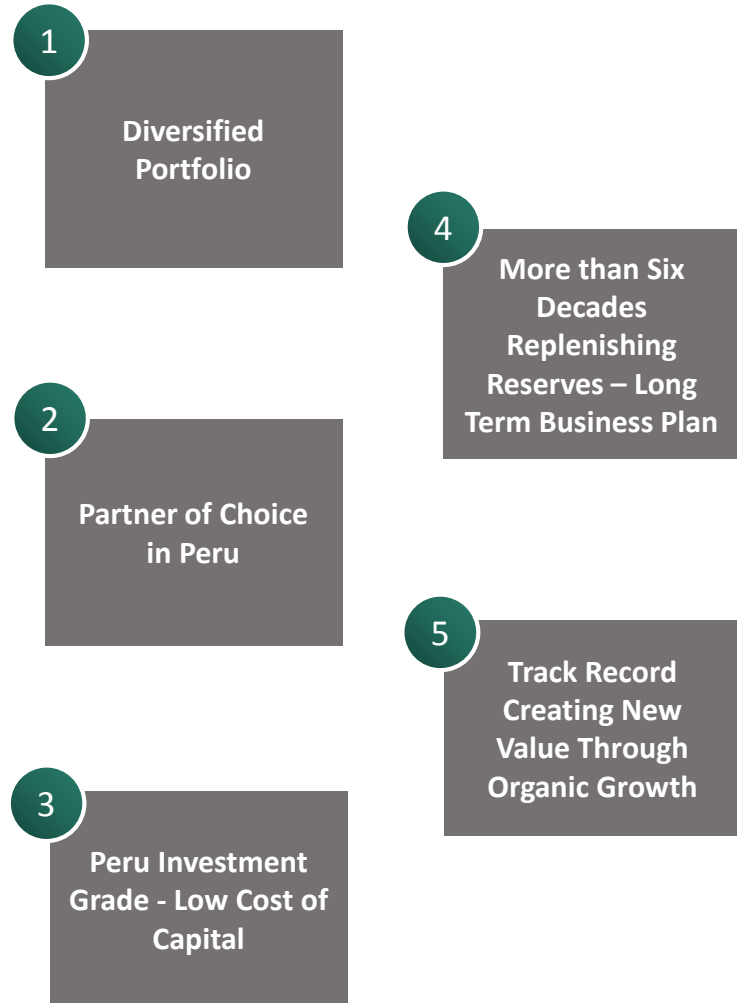 1
Diversified
Portfolio
2
Partner of Choice
in Peru
3
Peru Investment
Grade - Low Cost of
Capital
4
More than Six
Decades
Replenishing
Reserves – Long
Term Business Plan
5
Track Record
Creating New
Value Through
Organic Growth